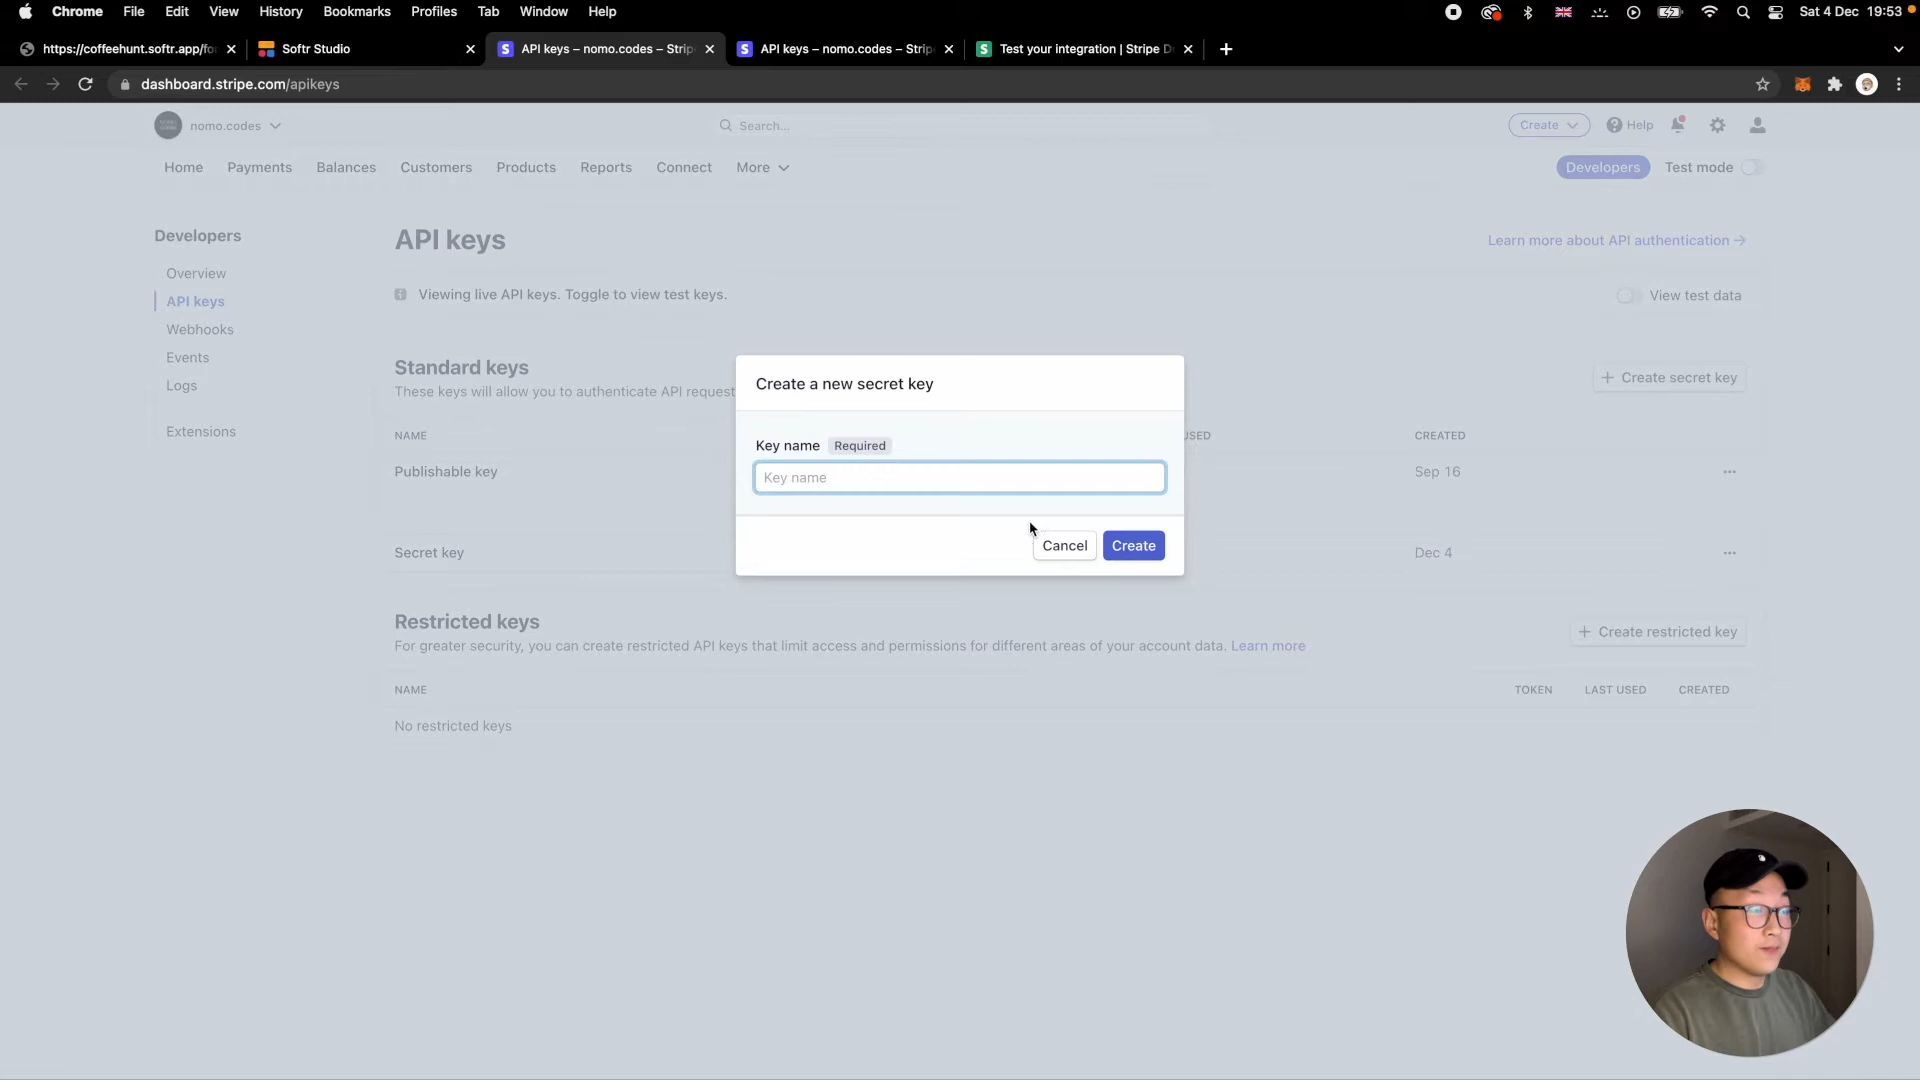 Chrome File Edit View History Bookmarks Profiles Tab Window Help Sat 4 Dec 19:53
https://coffeehunt.softr.app/fo Softr Studio API keys – nomo.codes – Strip API keys – nomo.codes – Strip Test your integration | Stripe D
dashboard.stripe.com/apikeys
nomo.codes Search... Create Help
Home Payments Balances Customers Products Reports Connect More Developers Test mode
Developers
Overview
API keys
Webhooks
Events
Logs
Extensions
API keys
Learn more about API authentication →
Viewing live API keys. Toggle to view test keys. View test data
Standard keys
These keys will allow you to authenticate API request
+ Create secret key
NAME USED CREATED
Publishable key Sep 16
Secret key Dec 4
Create a new secret key
Key name Required
Key name
Cancel Create
Restricted keys
For greater security, you can create restricted API keys that limit access and permissions for different areas of your account data. Learn more
+ Create restricted key
NAME TOKEN LAST USED CREATED
No restricted keys